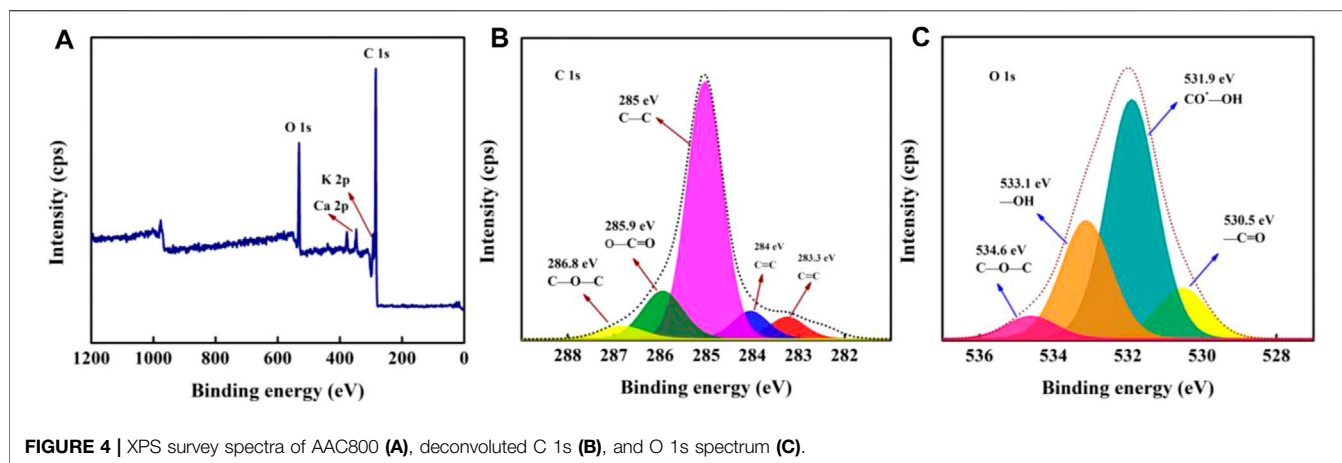 A
C 1s
O 1s
K 2p
Ca 2p
Intensity (cps)
1200 1000 800 600 400 200 0
Binding energy (eV)
B
C 1s
285 eV
C—C
285.9 eV
O—C=O
286.8 eV
C—O—C
284 eV
C=C
283.3 eV
C=C
Intensity (cps)
288 287 286 285 284 283 282
Binding energy (eV)
C
O 1s
531.9 eV
CO*—OH
533.1 eV
—OH
534.6 eV
C—O—C
530.5 eV
—C=O
Intensity (cps)
536 534 532 530 528
Binding energy (eV)
FIGURE 4 | XPS survey spectra of AAC800 (A), deconvoluted C 1s (B), and O 1s spectrum (C).